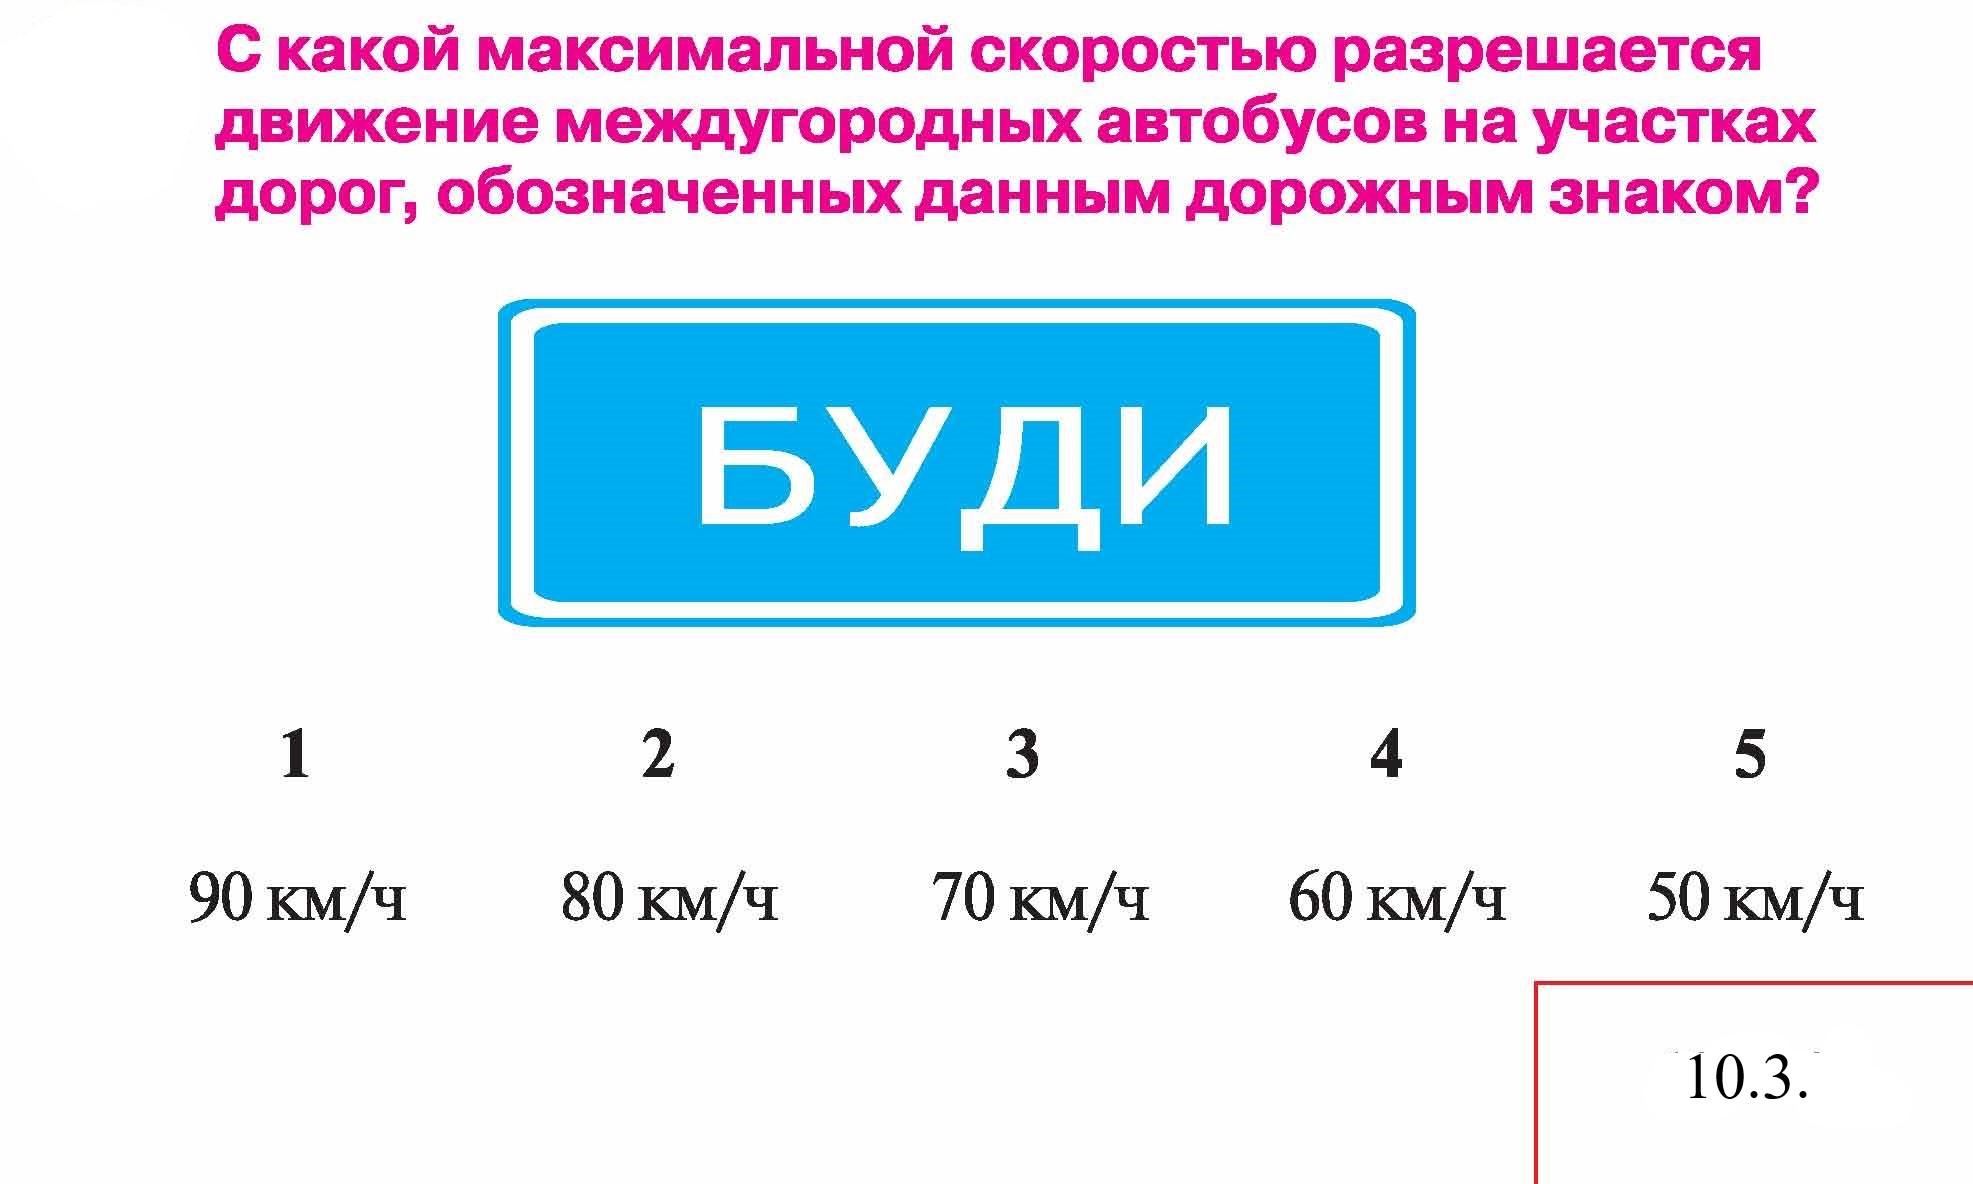 С какой максимальной скоростью разрешается
движение междугородных автобусов на участках
дорог, обозначенных данным дорожным знаком?
БУДИ
1 2 3 4 5
90 км/ч 80 км/ч 70 км/ч 60 км/ч 50 км/ч
10.3.